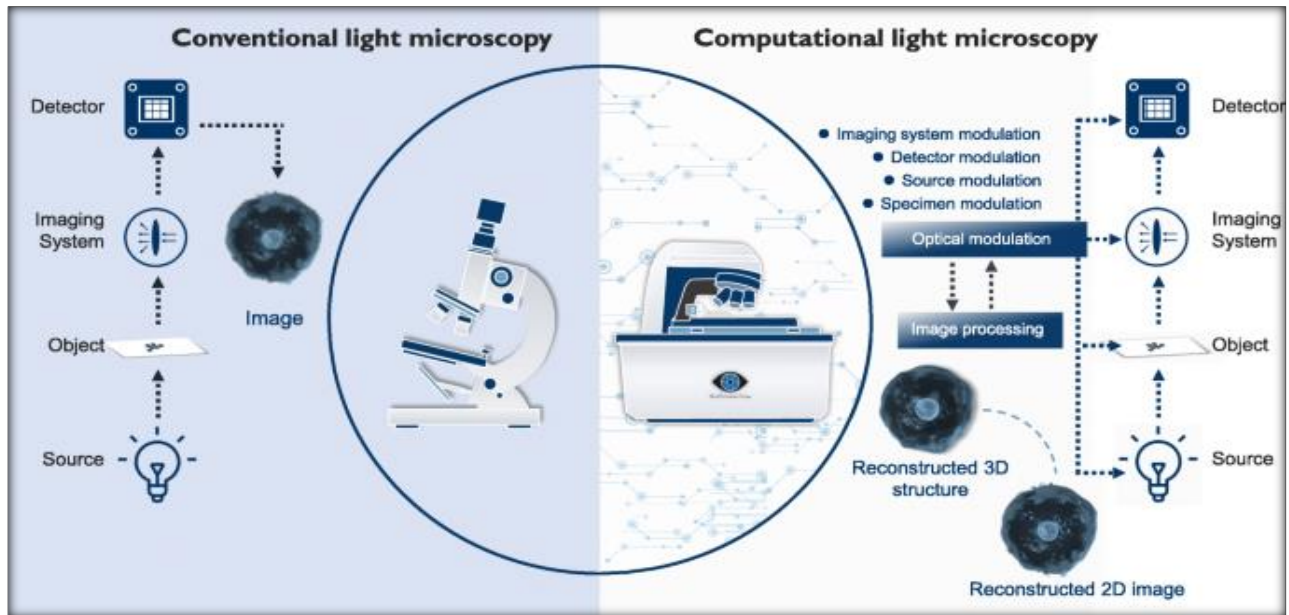 Conventional light microscopy
Detector
Imaging
System
Image
Object
Source
Computational light microscopy
Imaging system modulation
Detector modulation
Source modulation
Specimen modulation
Optical modulation
Image processing
Reconstructed 3D
structure
Reconstructed 2D image
Detector
Imaging
System
Object
Source